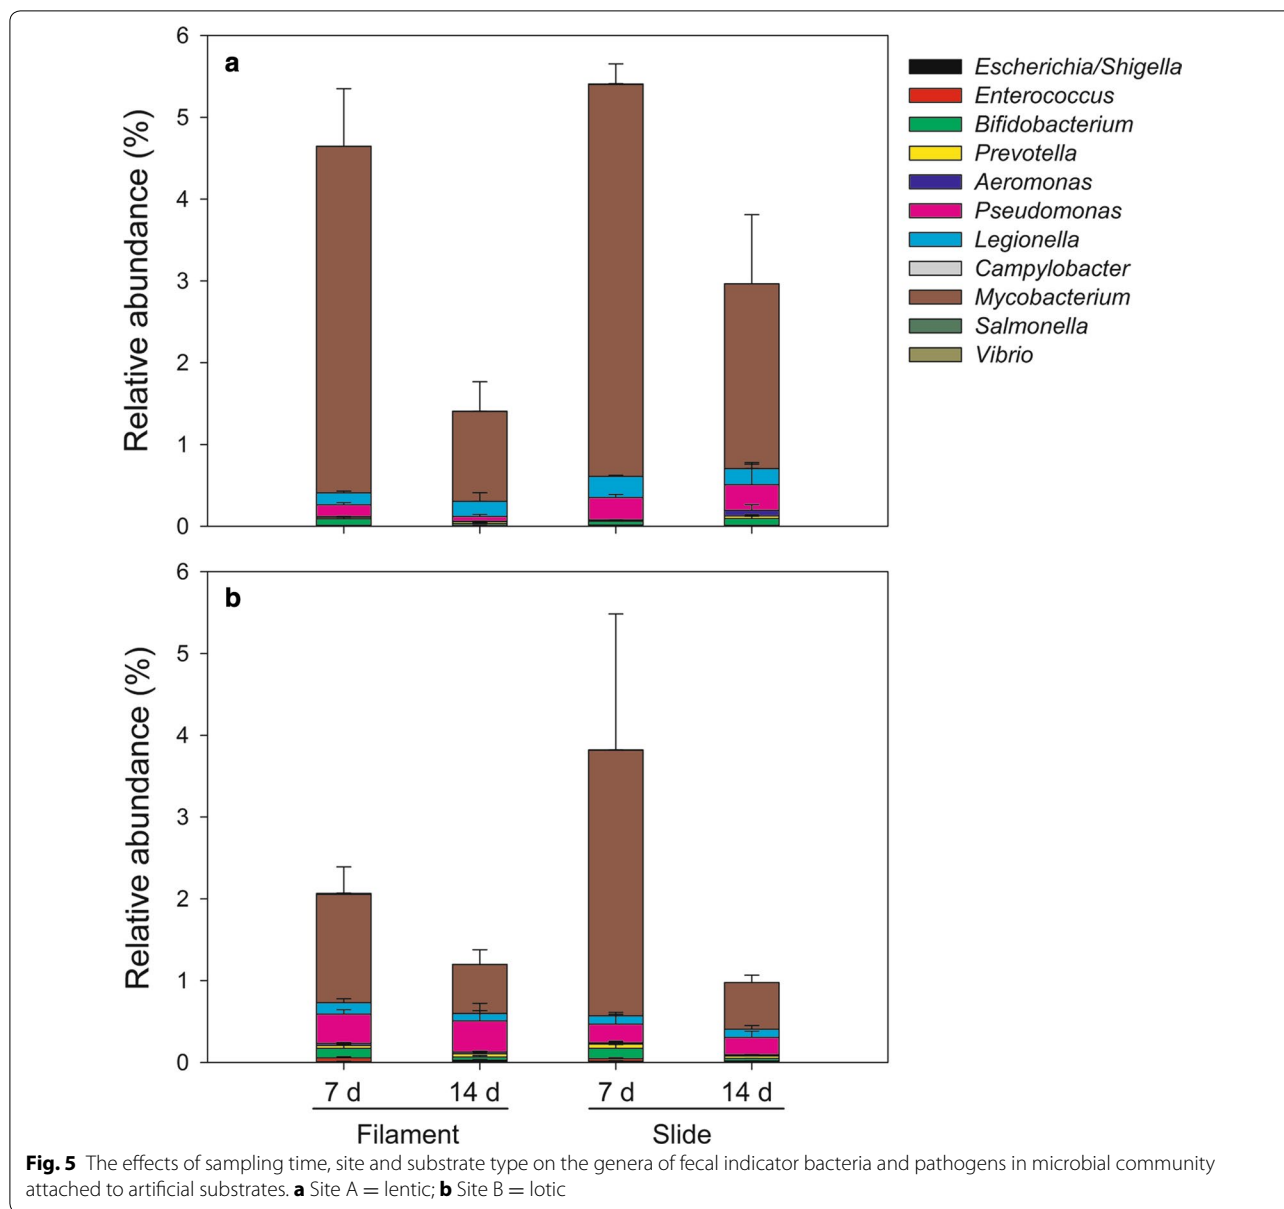 a
6
5
4
3
2
1
0
Relative abundance (%)
Escherichia/Shigella
Enterococcus
Bifidobacterium
Prevotella
Aeromonas
Pseudomonas
Legionella
Campylobacter
Mycobacterium
Salmonella
Vibrio
b
6
5
4
3
2
1
0
Relative abundance (%)
7 d 14 d 7 d 14 d
Filament Slide
Fig. 5 The effects of sampling time, site and substrate type on the genera of fecal indicator bacteria and pathogens in microbial community
attached to artificial substrates. a Site A = lentic; b Site B = lotic